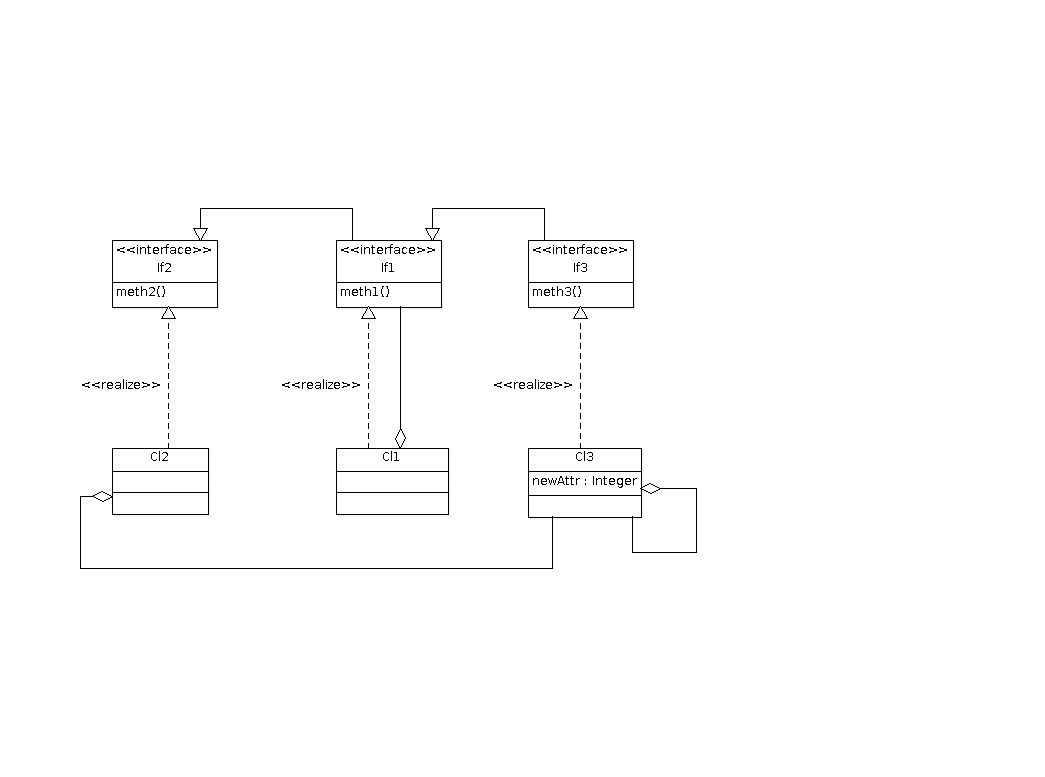 <<interface>>
If2
meth2()
<<interface>>
If1
meth1()
<<interface>>
If3
meth3()
<<realize>>
<<realize>>
<<realize>>
Cl2
Cl1
Cl3
newAttr : Integer